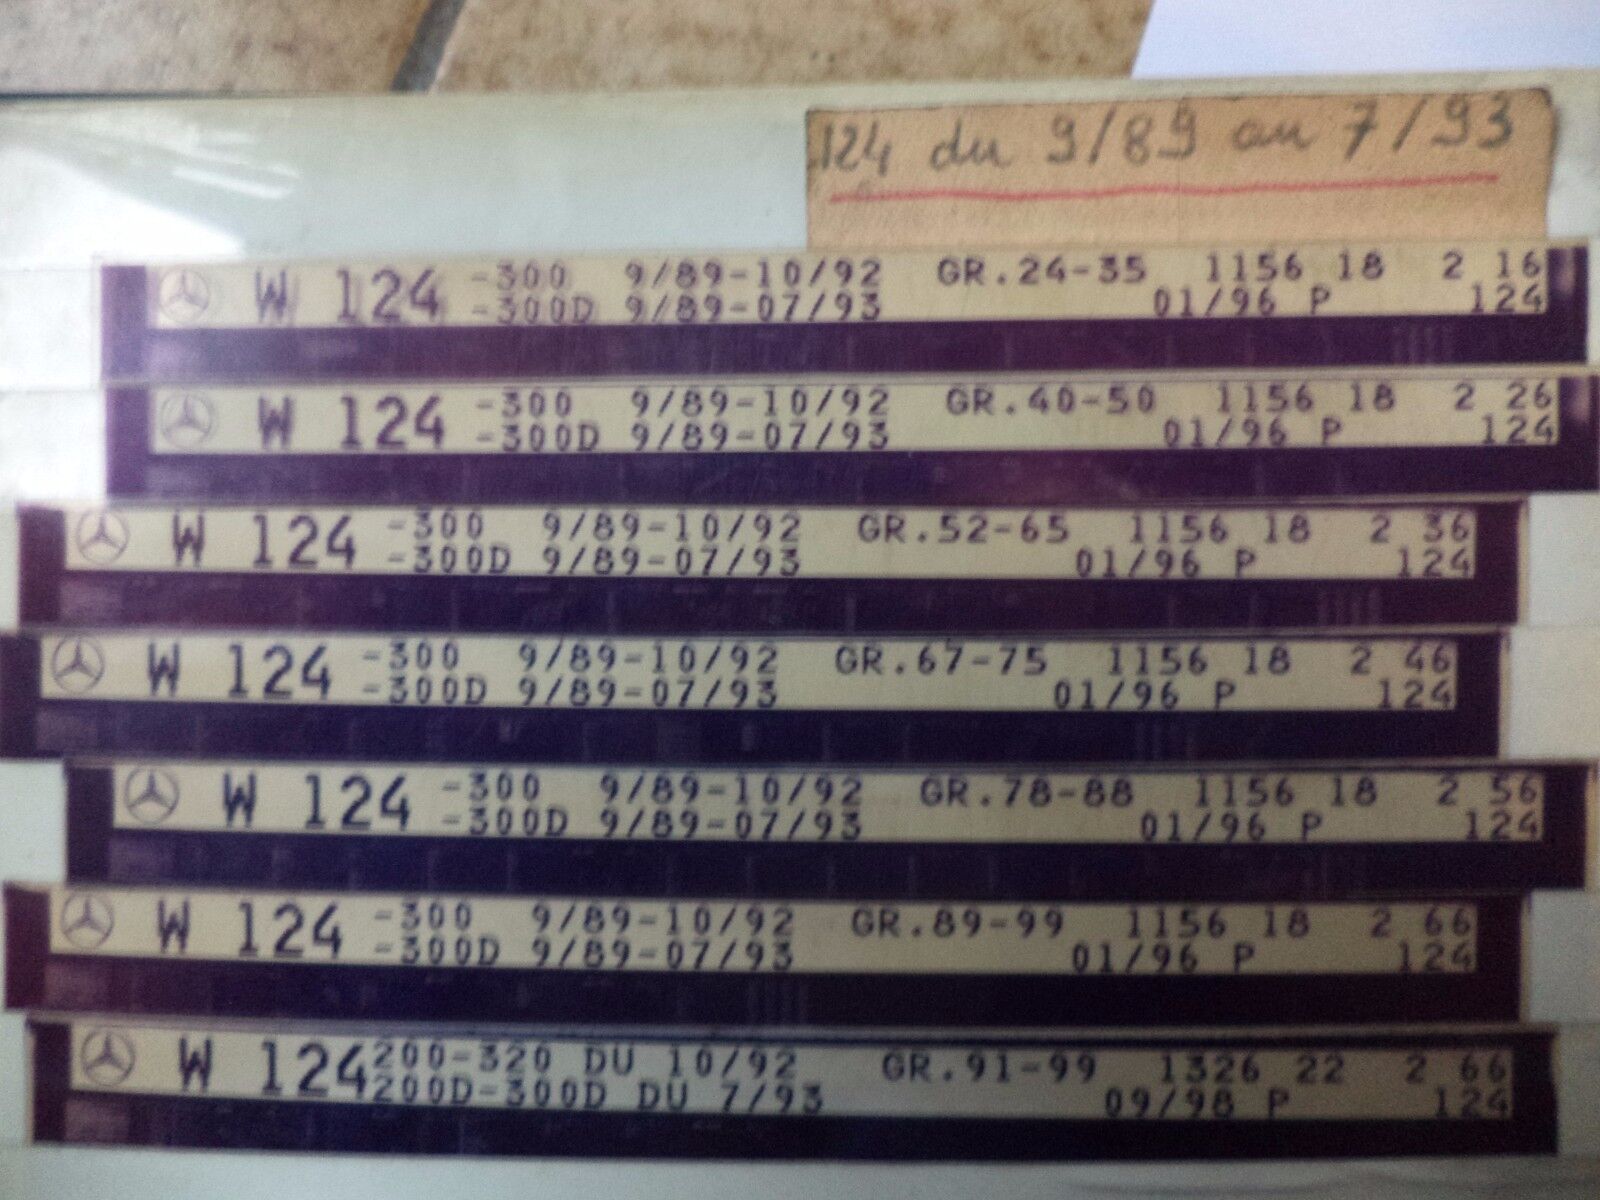 124 du 9/89 au 7/93
W 124 -300 9/89-10/92 GR.24-35 1156 18 2 16
-300D 9/89-07/93 01/96 P 124
W 124 -300 9/89-10/92 GR.40-50 1156 18 2 26
-300D 9/89-07/93 01/96 P 124
W 124 -300 9/89-10/92 GR.52-65 1156 18 2 36
-300D 9/89-07/93 01/96 P 124
W 124 -300 9/89-10/92 GR.67-75 1156 18 2 46
-300D 9/89-07/93 01/96 P 124
W 124 -300 9/89-10/92 GR.78-88 1156 18 2 56
-300D 9/89-07/93 01/96 P 124
W 124 -300 9/89-10/92 GR.89-99 1156 18 2 66
-300D 9/89-07/93 01/96 P 124
W 124 200-320 DU 10/92 GR.91-99 1326 22 2 66
200D-300D DU 7/93 09/98 P 124